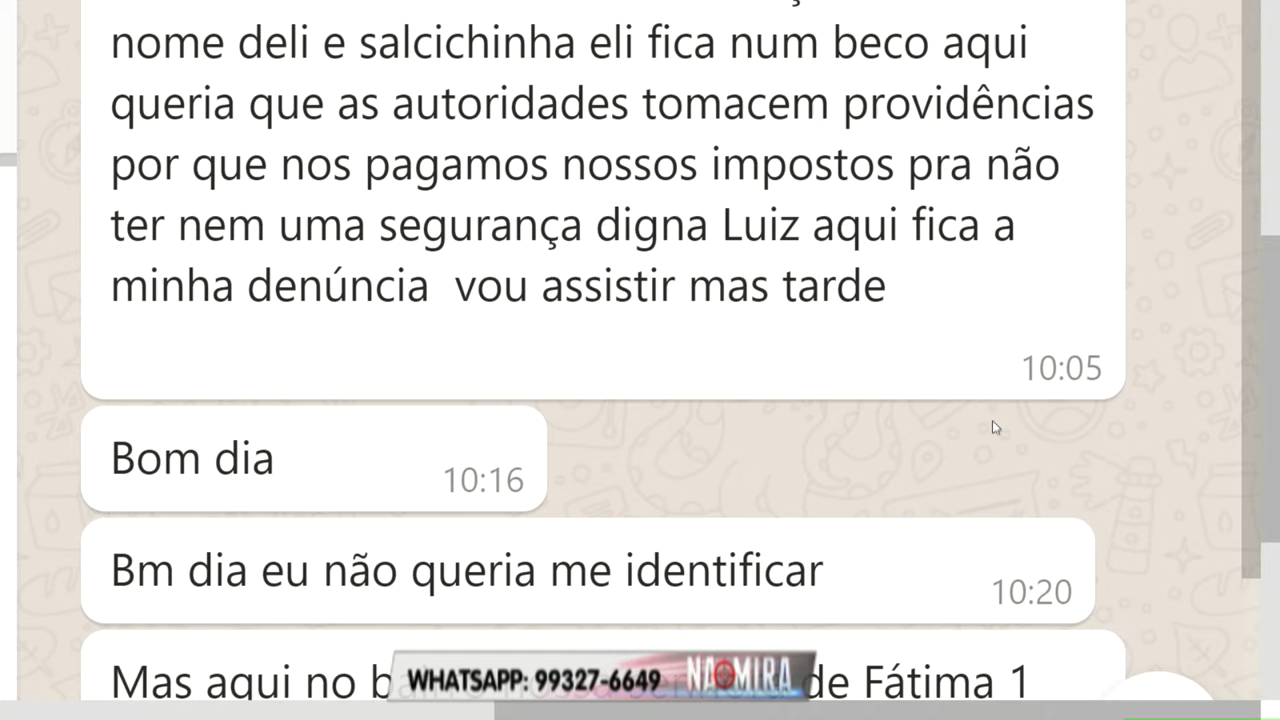 nome deli e salcichinha eli fica num beco aqui
queria que as autoridades tomacem providências
por que nos pagamos nossos impostos pra não
ter nem uma segurança digna Luiz aqui fica a
minha denúncia vou assistir mas tarde
10:05
Bom dia
10:16
Bm dia eu não queria me identificar
10:20
Mas aqui no de Fátima 1
WHATSAPP: 99327-6649 NA MIRA